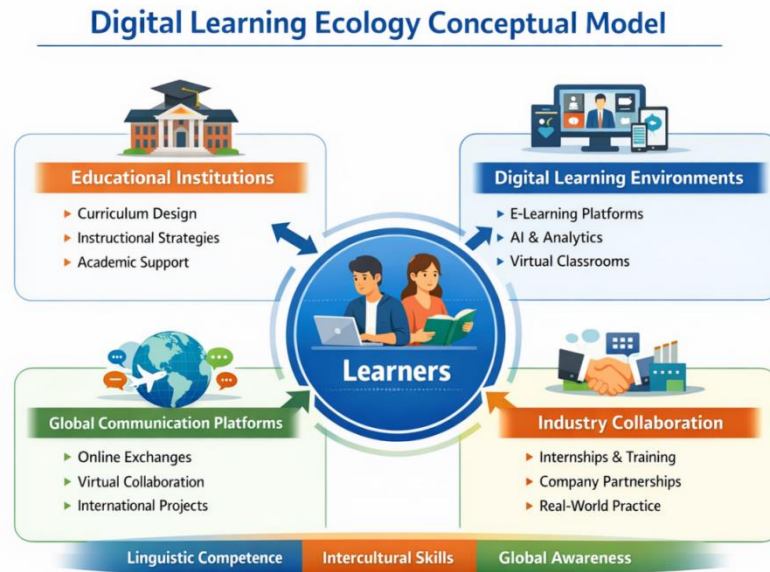 Digital Learning Ecology Conceptual Model
Educational Institutions
Curriculum Design
Instructional Strategies
Academic Support
Digital Learning Environments
E-Learning Platforms
AI & Analytics
Virtual Classrooms
Learners
Global Communication Platforms
Online Exchanges
Virtual Collaboration
International Projects
Industry Collaboration
Internships & Training
Company Partnerships
Real-World Practice
Linguistic Competence
Intercultural Skills
Global Awareness